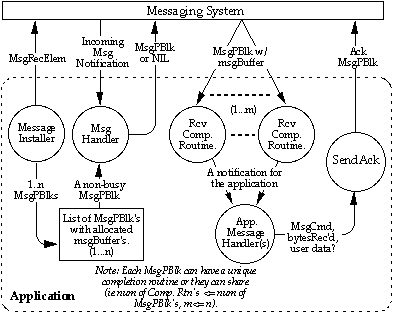 Messaging System
MsgRecElem
Incoming
Msg
Notification
MsgPBlk
or NIL
MsgPBlk w/
msgBuffer
Ack
MsgPBlk
Message
Installer
Msg
Handler
Rcv
Comp.
Routine.
(1...m)
Rcv
Comp.
Routine.
SendAck
1..n
MsgPBlks
A non-busy
MsgPBlk
A notification for
the application
List of MsgPBlk's
with allocated
msgBuffer's.
(1...n)
App.
Message
Handler(s)
MsgCmd,
bytesRec'd,
user data?
Note: Each MsgPBlk can have a unique
completion routine or they can share
(ie num of Comp. Rtn's <=num of
MsgPBlk's, m<=n).
Application